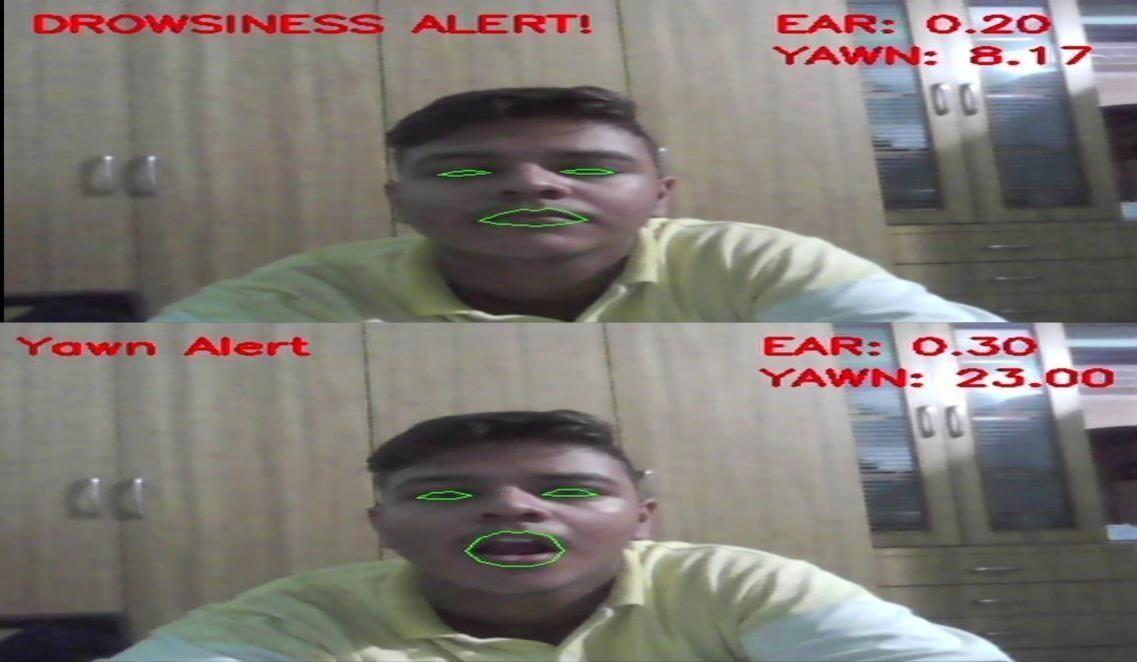 DROWSINESS ALERT!
EAR: 0.20
YAWN: 8.17
Yawn Alert
EAR: 0.30
YAWN: 23.00